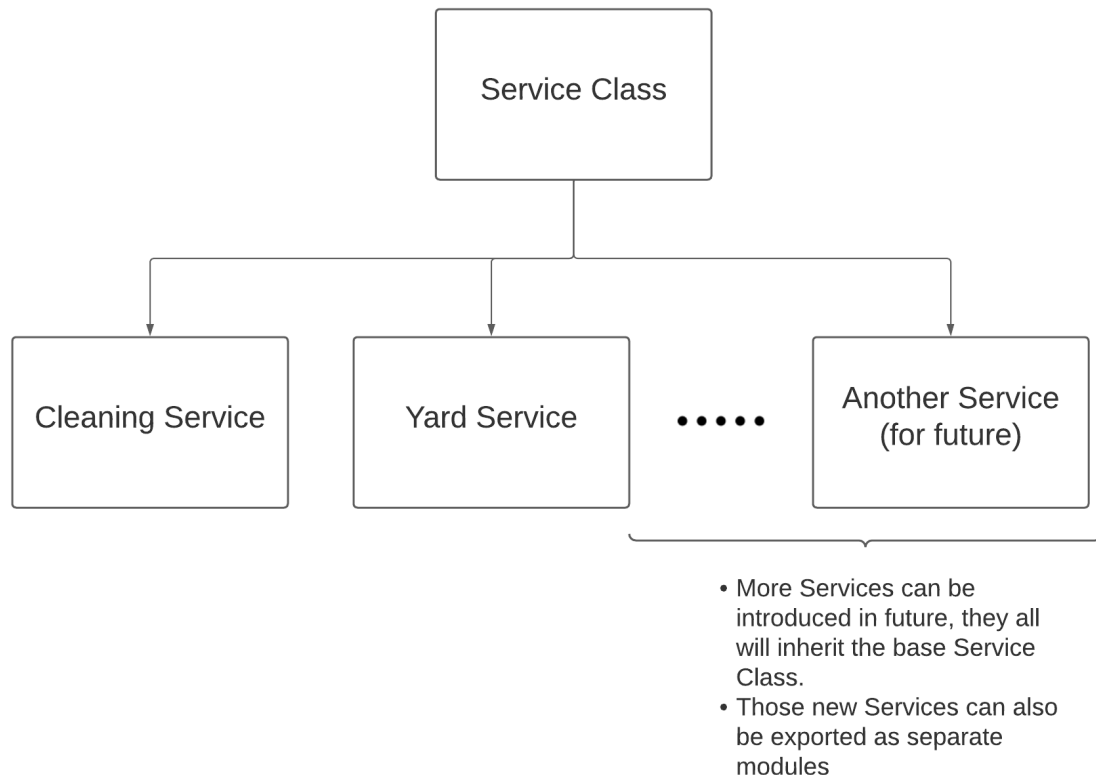 Service Class
Cleaning Service
Yard Service
Another Service
(for future)
• More Services can be
introduced in future, they all
will inherit the base Service
Class.
• Those new Services can also
be exported as separate
modules